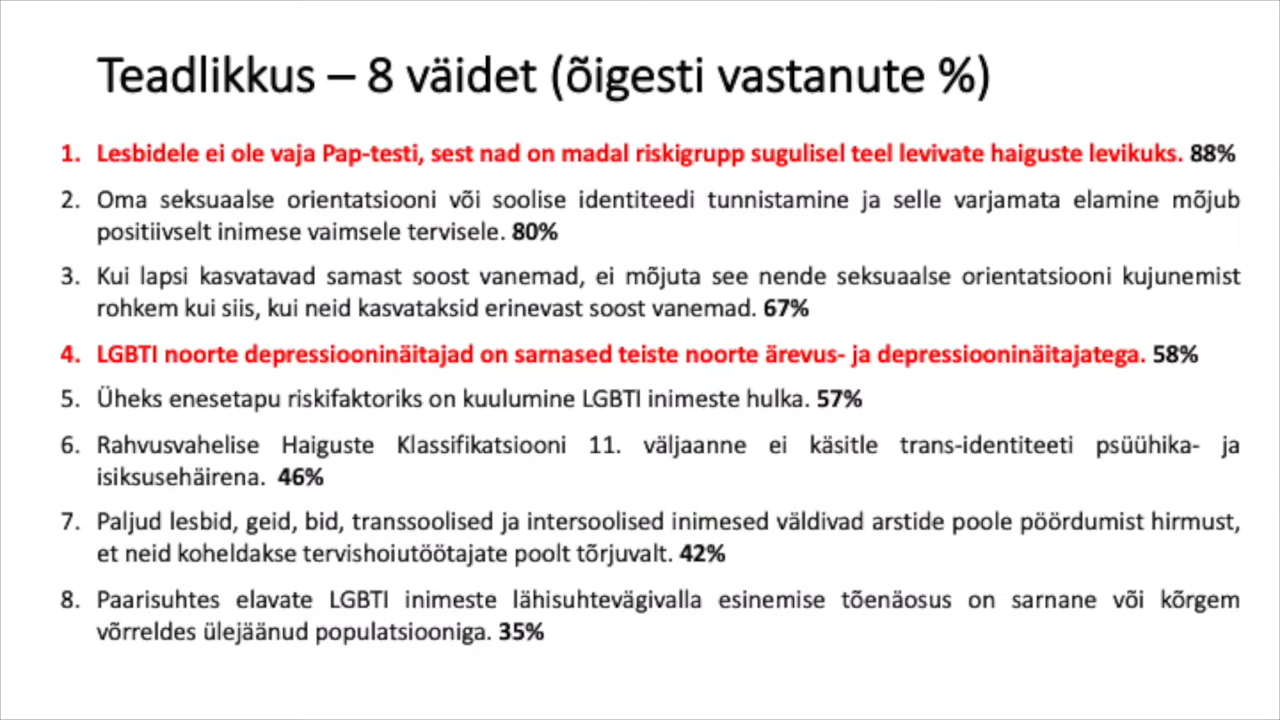 Teadlikkus – 8 väidet (õigesti vastanute %)
1. Lesbidele ei ole vaja Pap-testi, sest nad on madal riskigrupp sugulisel teel levivate haiguste levikuks. 88%
2. Oma seksuaalse orientatsiooni või soolise identiteedi tunnistamine ja selle varjamata elamine mõjub
positiivselt inimese vaimsele tervisele. 80%
3. Kui lapsi kasvatavad samast soost vanemad, ei mõjuta see nende seksuaalse orientatsiooni kujunemist
rohkem kui siis, kui neid kasvataksid erinevast soost vanemad. 67%
4. LGBTI noorte depressiooninäitajad on sarnased teiste noorte ärevus- ja depressiooninäitajatega. 58%
5. Üheks enesetapu riskifaktoriks on kuulumine LGBTI inimeste hulka. 57%
6. Rahvusvahelise Haiguste Klassifikatsiooni 11. väljaanne ei käsitle trans-identiteeti psüühika- ja
isiksusehäirena. 46%
7. Paljud lesbid, geid, bid, transsoolised ja intersoolised inimesed väldivad arstide poole pöördumist hirmust,
et neid koheldakse tervishoiutöötajate poolt tõrjuvalt. 42%
8. Paarisuhtes elavate LGBTI inimeste lähisuhtevägivalla esinemise tõenäosus on sarnane või kõrgem
võrreldes ülejäänud populatsiooniga. 35%